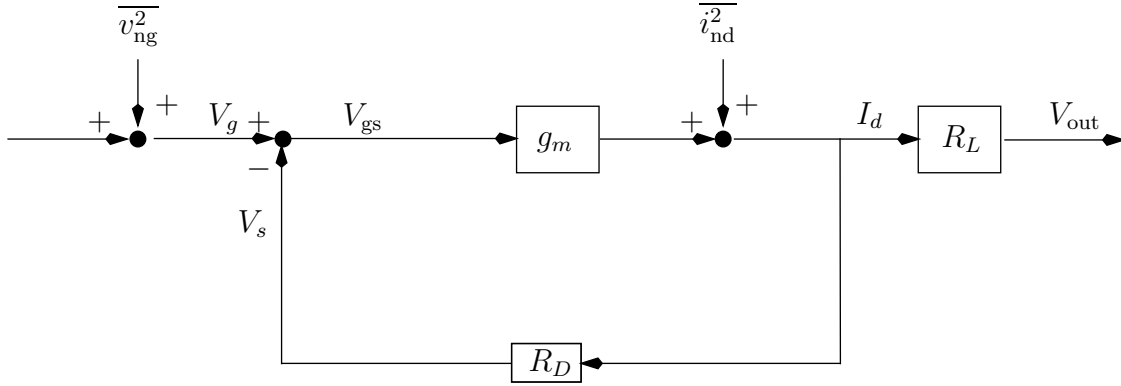 $\overline{v_{\text{ng}}^2}$ $\overline{i_{\text{nd}}^2}$
+ + $V_g$ + $V_{\text{gs}}$ $g_m$ + + $I_d$ $R_L$ $V_{\text{out}}$
−
$V_s$
$R_D$